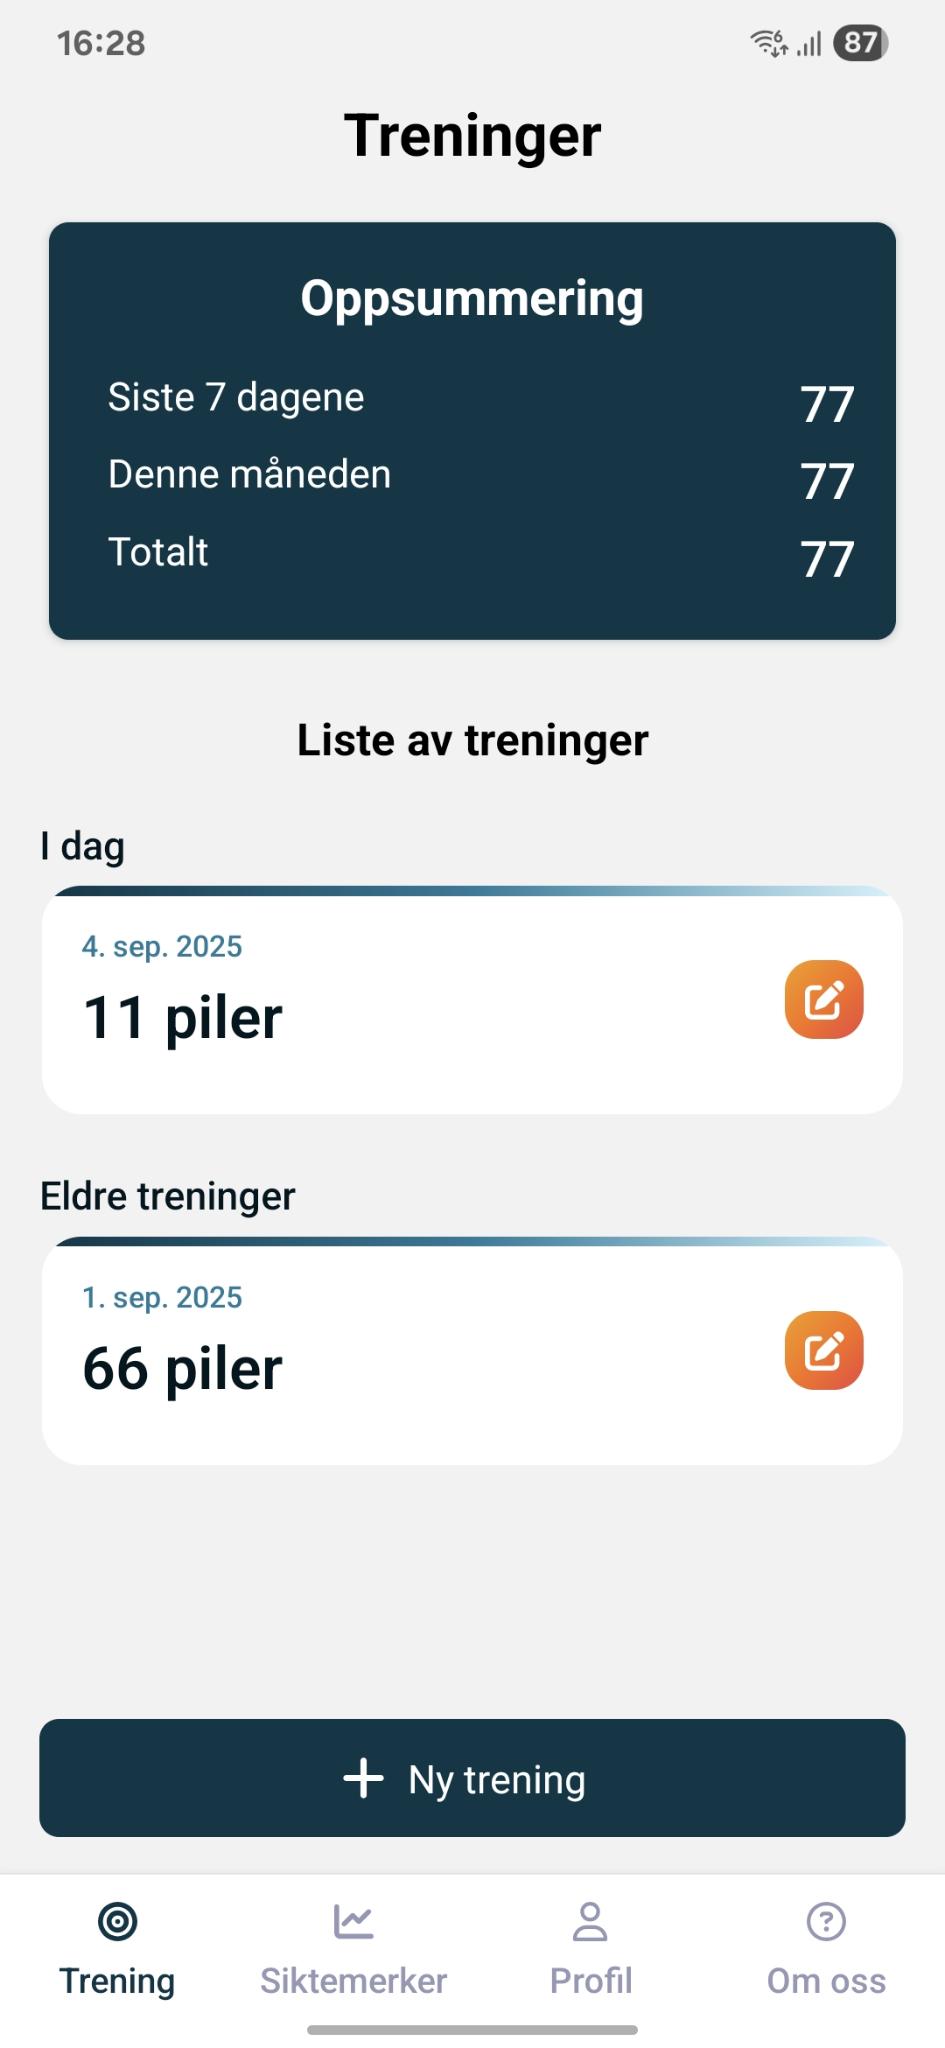 16:28
6
87
Treninger
Oppsummering
Siste 7 dagene 77
Denne måneden 77
Totalt 77
Liste av treninger
I dag
4. sep. 2025
11 piler
Eldre treninger
1. sep. 2025
66 piler
+ Ny trening
Trening
Siktemerker
Profil
Om oss